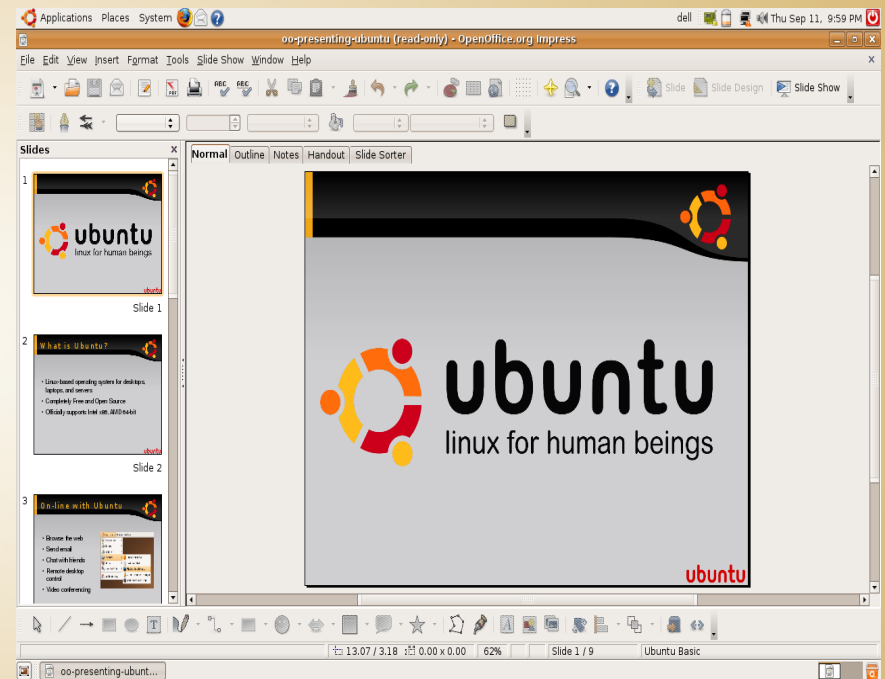 Applications Places System dell Thu Sep 11, 9:59 PM
oo-presenting-ubuntu (read-only) - OpenOffice.org Impress
File Edit View Insert Format Tools Slide Show Window Help x
Slide Slide Design Slide Show
Slides x
Normal Outline Notes Handout Slide Sorter
1
ubuntu
linux for human beings
ubuntu
Slide 1
2
What is Ubuntu?
• Linux-based operating system for desktops,
laptops, and servers
• Completely Free and Open Source
• Officially supports Intel x86, AMD 64-bit
ubuntu
Slide 2
3
On-line with Ubuntu
• Browse the web
• Send email
• Chat with friends
• Remote desktop
control
• Video conferencing
ubuntu
linux for human beings
ubuntu
13.07 / 3.18 0.00 x 0.00 62% Slide 1 / 9 Ubuntu Basic
oo-presenting-ubunt...